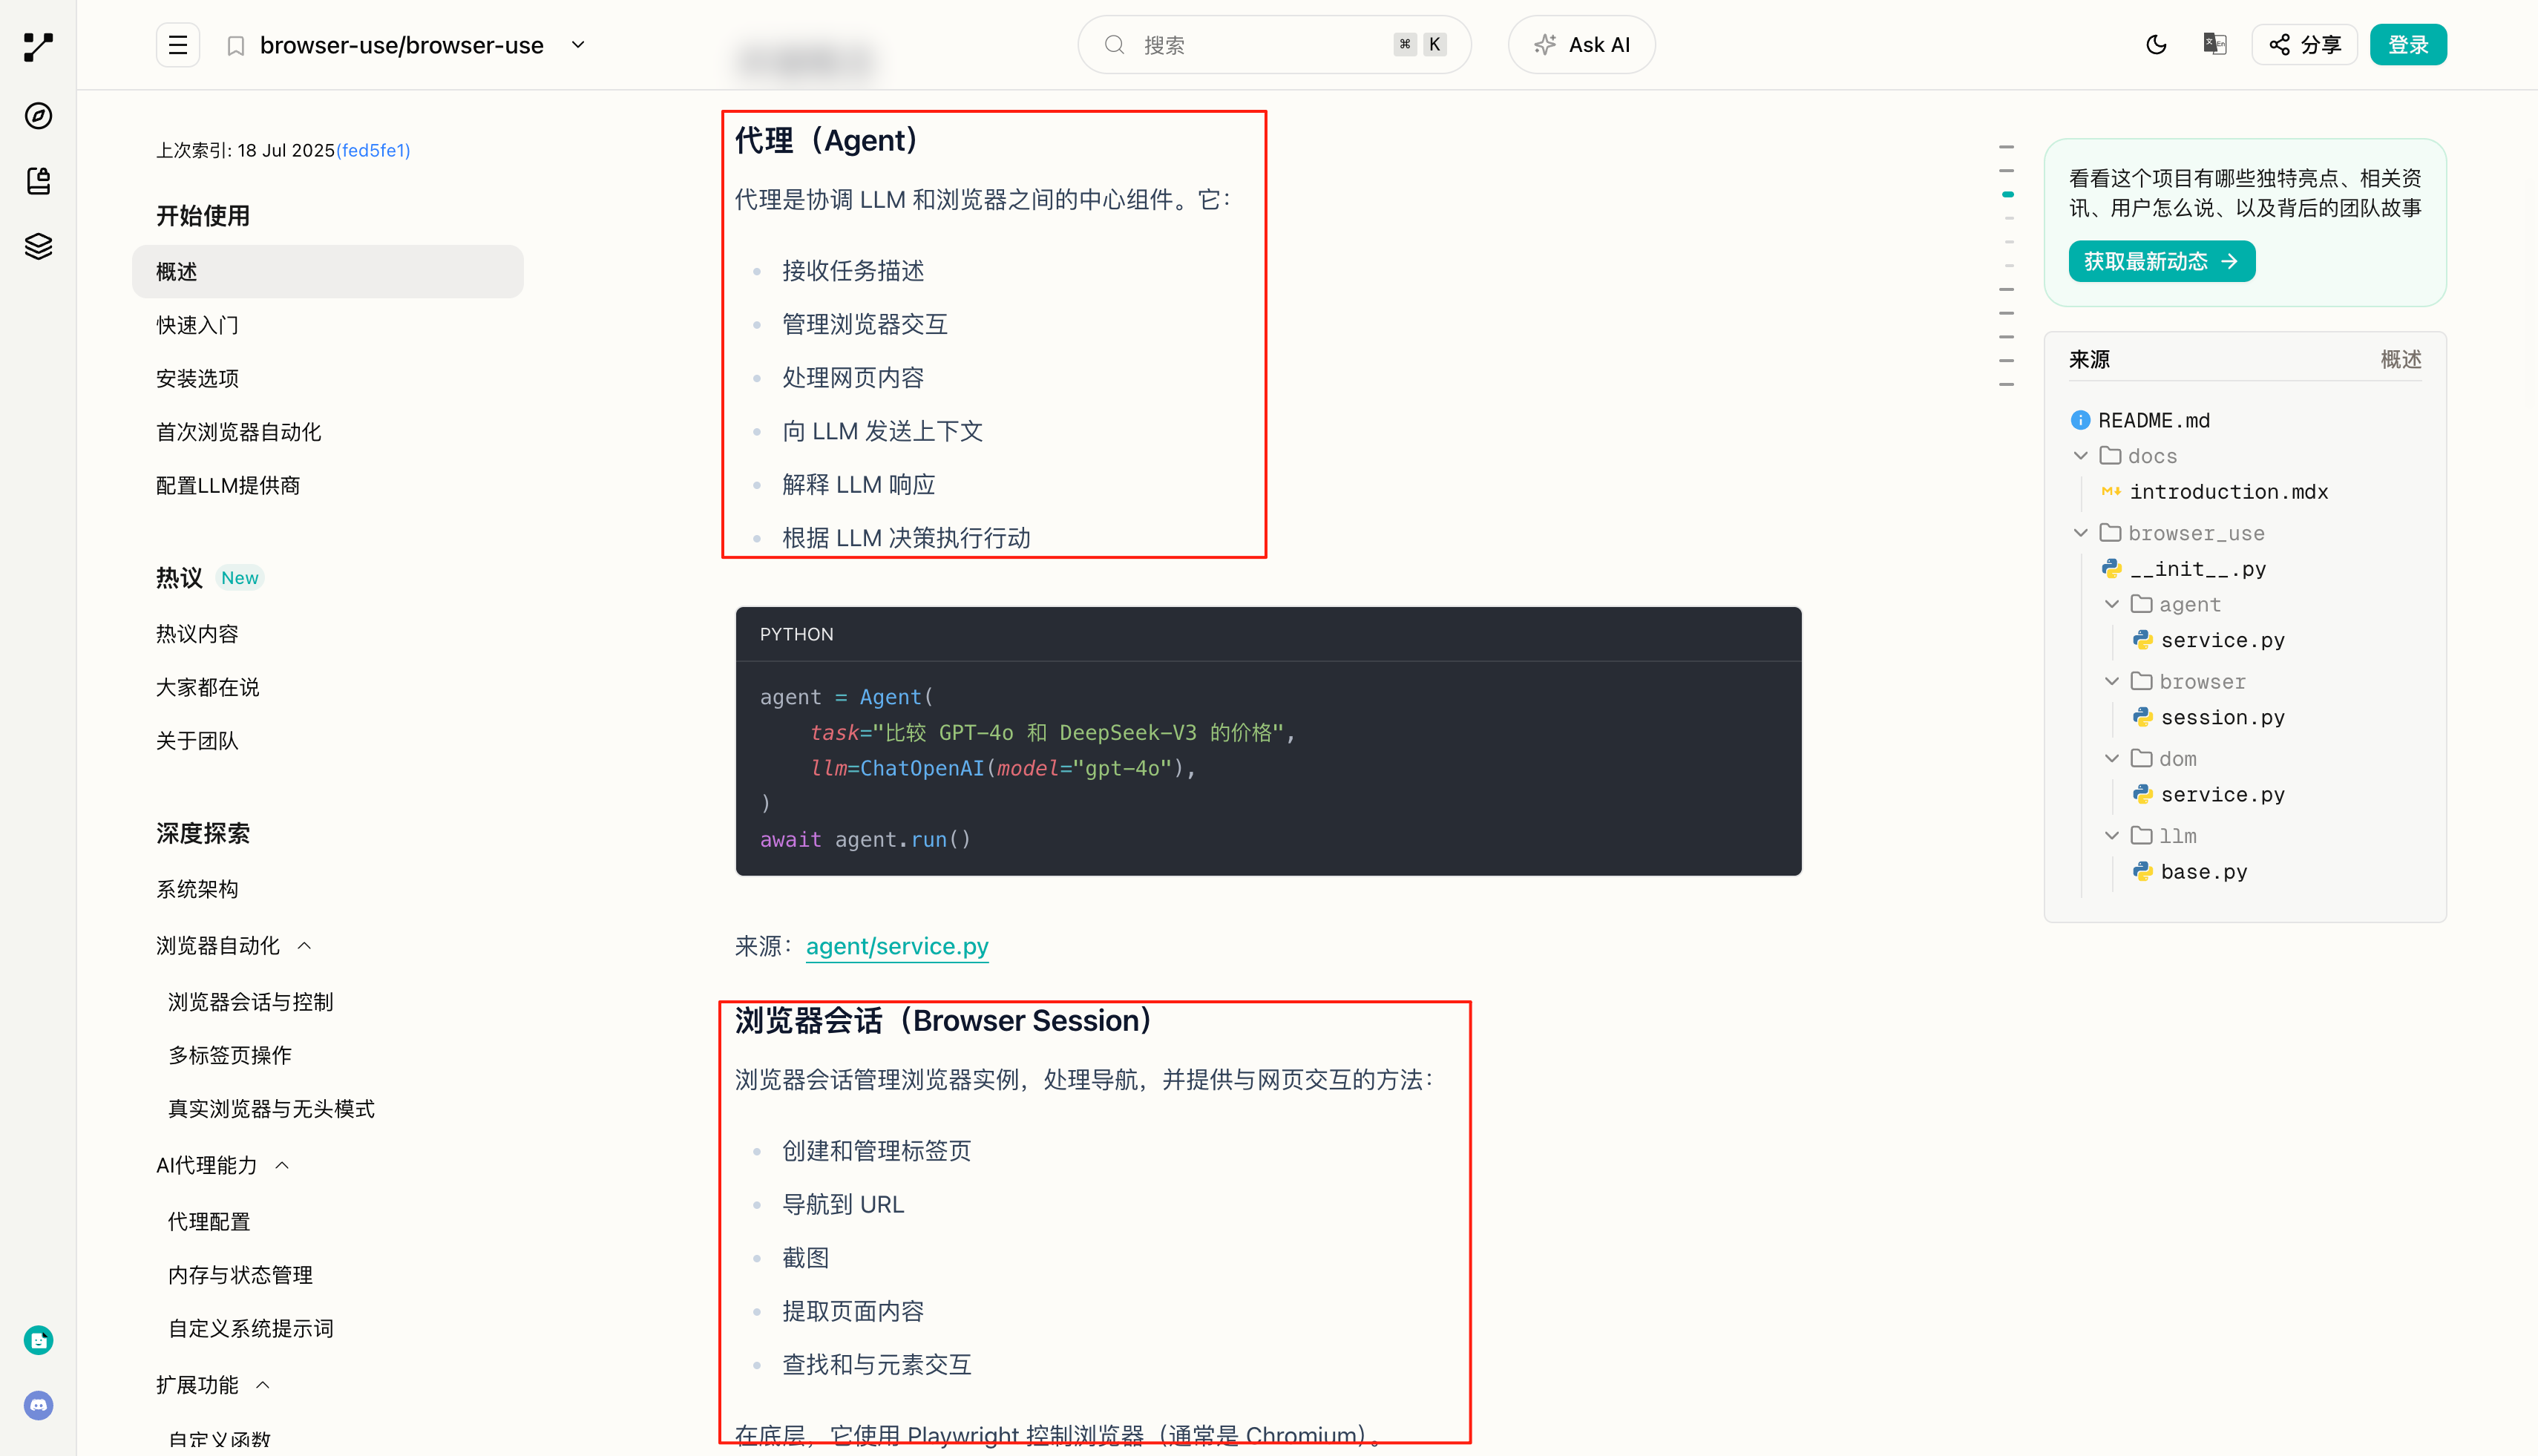 browser-use/browser-use
搜索
⌘ K
Ask AI
分享
登录
上次索引: 18 Jul 2025(fed5fe1)
开始使用
概述
快速入门
安装选项
首次浏览器自动化
配置LLM提供商
热议 New
热议内容
大家都在说
关于团队
深度探索
系统架构
浏览器自动化
浏览器会话与控制
多标签页操作
真实浏览器与无头模式
AI代理能力
代理配置
内存与状态管理
自定义系统提示词
扩展功能
自定义函数
代理（Agent）
代理是协调 LLM 和浏览器之间的中心组件。它：
接收任务描述
管理浏览器交互
处理网页内容
向 LLM 发送上下文
解释 LLM 响应
根据 LLM 决策执行行动
PYTHON
agent = Agent(
    task="比较 GPT-4o 和 DeepSeek-V3 的价格",
    llm=ChatOpenAI(model="gpt-4o"),
)
await agent.run()
来源：agent/service.py
浏览器会话（Browser Session）
浏览器会话管理浏览器实例，处理导航，并提供与网页交互的方法：
创建和管理标签页
导航到 URL
截图
提取页面内容
查找和与元素交互
在底层，它使用 Playwright 控制浏览器（通常是 Chromium）。
看看这个项目有哪些独特亮点、相关资
讯、用户怎么说、以及背后的团队故事
获取最新动态 →
来源 概述
README.md
docs
introduction.mdx
browser_use
__init__.py
agent
service.py
browser
session.py
dom
service.py
llm
base.py